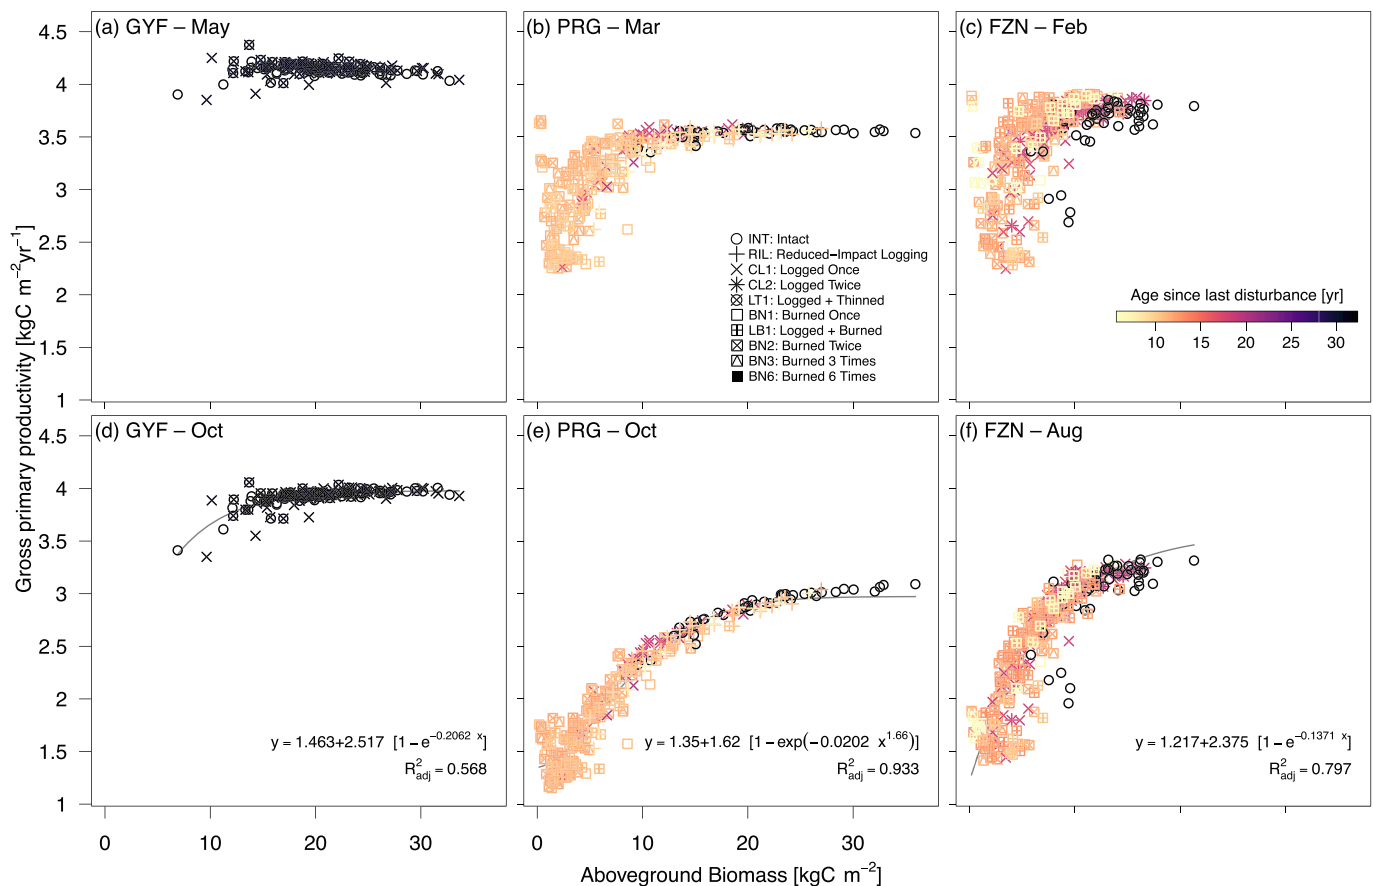 (a) GYF – May
(b) PRG – Mar
(c) FZN – Feb
4.5
4
3.5
3
2.5
2
1.5
1
INT: Intact
RIL: Reduced–Impact Logging
CL1: Logged Once
CL2: Logged Twice
LT1: Logged + Thinned
BN1: Burned Once
LB1: Logged + Burned
BN2: Burned Twice
BN3: Burned 3 Times
BN6: Burned 6 Times
Age since last disturbance [yr]
10 15 20 25 30
Gross primary productivity [kgC m⁻²yr⁻¹]
(d) GYF – Oct
(e) PRG – Oct
(f) FZN – Aug
4.5
4
3.5
3
2.5
2
1.5
1
y = 1.463+2.517 [1 – e^–0.2062 x]
R²adj = 0.568
y = 1.35+1.62 [1 – exp(–0.0202 x^1.66)]
R²adj = 0.933
y = 1.217+2.375 [1 – e^–0.1371 x]
R²adj = 0.797
0 10 20 30
0 10 20 30
Aboveground Biomass [kgC m⁻²]